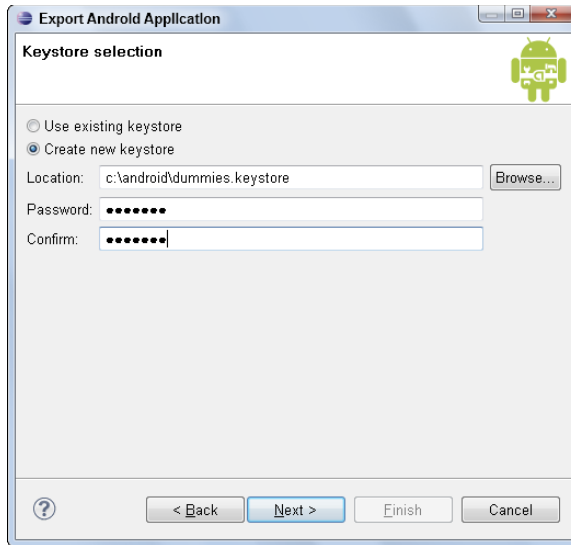 Export Android Application
Keystore selection
Use existing keystore
Create new keystore
Location: c:\android\dummies.keystore Browse...
Password: •••••••
Confirm: •••••••
? < Back Next > Finish Cancel